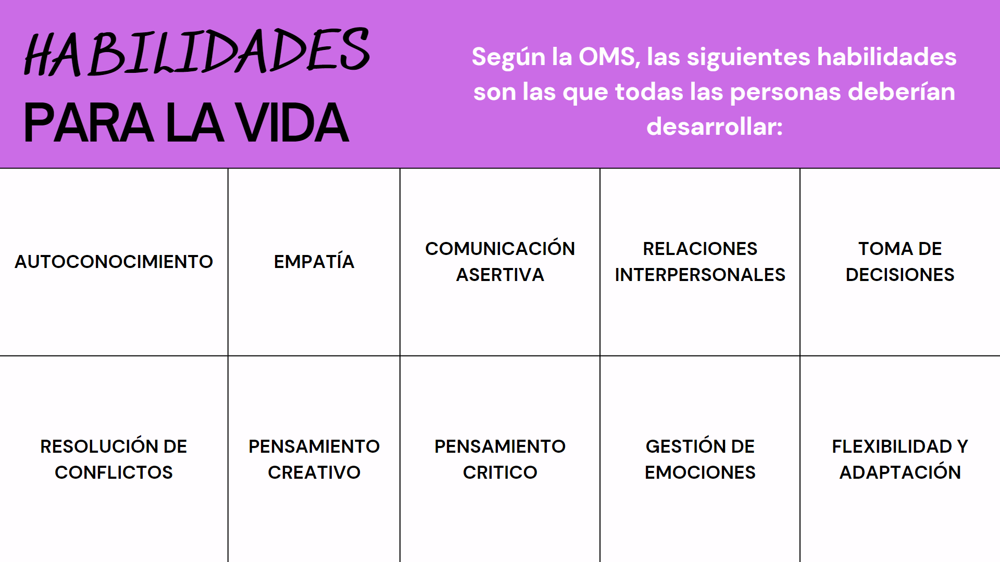 HABILIDADES
PARA LA VIDA
Según la OMS, las siguientes habilidades
son las que todas las personas deberían
desarrollar:
AUTOCONOCIMIENTO
EMPATÍA
COMUNICACIÓN
ASERTIVA
RELACIONES
INTERPERSONALES
TOMA DE
DECISIONES
RESOLUCIÓN DE
CONFLICTOS
PENSAMIENTO
CREATIVO
PENSAMIENTO
CRITICO
GESTIÓN DE
EMOCIONES
FLEXIBILIDAD Y
ADAPTACIÓN